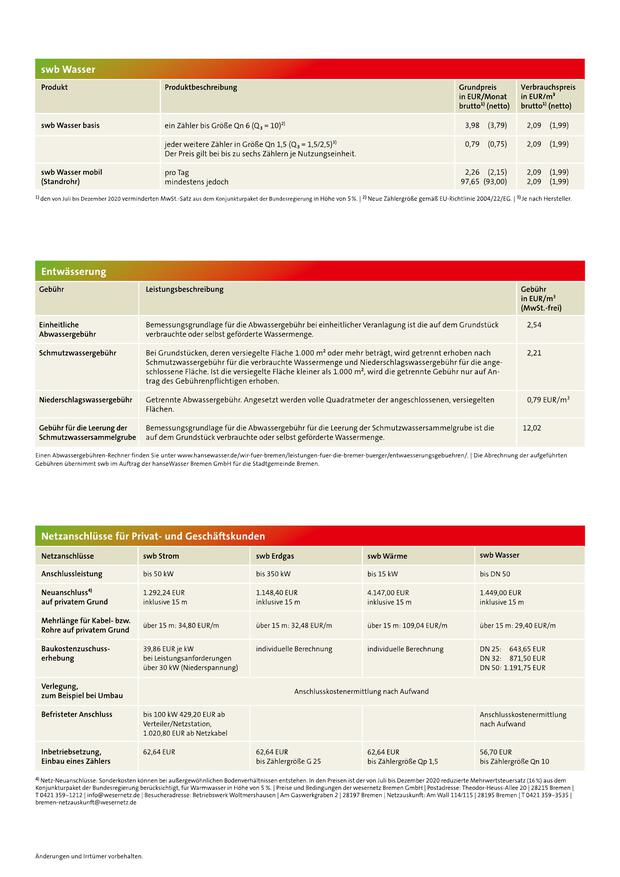 swb Wasser
Produkt Produktbeschreibung Grundpreis Verbrauchspreis
in EUR/Monat in EUR/m³
brutto¹⁾ (netto) brutto¹⁾ (netto)
swb Wasser basis ein Zähler bis Größe Qn 6 (Q₃ = 10)²⁾ 3,98 (3,79) 2,09 (1,99)
jeder weitere Zähler in Größe Qn 1,5 (Q₃ = 1,5/2,5)³⁾ 0,79 (0,75) 2,09 (1,99)
Der Preis gilt bei bis zu sechs Zählern je Nutzungseinheit.
swb Wasser mobil pro Tag 2,26 (2,15) 2,09 (1,99)
(Standrohr) mindestens jedoch 97,65 (93,00) 2,09 (1,99)
¹⁾ den von Juli bis Dezember 2020 verminderten MwSt.-Satz aus dem Konjunkturpaket der Bundesregierung in Höhe von 5 %. | ²⁾ Neue Zählergröße gemäß EU-Richtlinie 2004/22/EG. | ³⁾ Je nach Hersteller.
Entwässerung
Gebühr Leistungsbeschreibung Gebühr
in EUR/m³
(MwSt.-frei)
Einheitliche Bemessungsgrundlage für die Abwassergebühr bei einheitlicher Veranlagung ist die auf dem Grundstück 2,54
Abwassergebühr verbrauchte oder selbst geförderte Wassermenge.
Schmutzwassergebühr Bei Grundstücken, deren versiegelte Fläche 1.000 m² oder mehr beträgt, wird getrennt erhoben nach 2,21
Schmutzwassergebühr für die verbrauchte Wassermenge und Niederschlagswassergebühr für die ange-
schlossene Fläche. Ist die versiegelte Fläche kleiner als 1.000 m², wird die getrennte Gebühr nur auf An-
trag des Gebührenpflichtigen erhoben.
Niederschlagswassergebühr Getrennte Abwassergebühr. Angesetzt werden volle Quadratmeter der angeschlossenen, versiegelten 0,79 EUR/m²
Flächen.
Gebühr für die Leerung der Bemessungsgrundlage für die Abwassergebühr für die Leerung der Schmutzwassersammelgrube ist die 12,02
Schmutzwassersammelgrube auf dem Grundstück verbrauchte oder selbst geförderte Wassermenge.
Einen Abwassergebühren-Rechner finden Sie unter www.hansewasser.de/wir-fuer-bremen/leistungen-fuer-die-bremer-buerger/entwaesserungsgebuehren/. | Die Abrechnung der aufgeführten
Gebühren übernimmt swb im Auftrag der hanseWasser Bremen GmbH für die Stadtgemeinde Bremen.
Netzanschlüsse für Privat- und Geschäftskunden
Netzanschlüsse swb Strom swb Erdgas swb Wärme swb Wasser
Anschlussleistung bis 50 kW bis 350 kW bis 15 kW bis DN 50
Neuanschluss⁴⁾ 1.292,24 EUR 1.148,40 EUR 4.147,00 EUR 1.449,00 EUR
auf privatem Grund inklusive 15 m inklusive 15 m inklusive 15 m inklusive 15 m
Mehrlänge für Kabel- bzw.
Rohre auf privatem Grund über 15 m: 34,80 EUR/m über 15 m: 32,48 EUR/m über 15 m: 109,04 EUR/m über 15 m: 29,40 EUR/m
Baukostenzuschuss- 39,86 EUR je kW individuelle Berechnung individuelle Berechnung DN 25: 643,65 EUR
erhebung bei Leistungsanforderungen DN 32: 871,50 EUR
über 30 kW (Niederspannung) DN 50: 1.191,75 EUR
Verlegung,
zum Beispiel bei Umbau Anschlusskostenermittlung nach Aufwand
Befristeter Anschluss bis 100 kW 429,20 EUR ab Anschlusskostenermittlung
Verteiler/Netzstation, nach Aufwand
1.020,80 EUR ab Netzkabel
Inbetriebsetzung, 62,64 EUR 62,64 EUR 62,64 EUR 56,70 EUR
Einbau eines Zählers bis Zählergröße G 25 bis Zählergröße Qp 1,5 bis Zählergröße Qn 10
⁴⁾ Netz-Neuanschlüsse. Sonderkosten können bei außergewöhnlichen Bodenverhältnissen entstehen. In den Preisen ist der von Juli bis Dezember 2020 reduzierte Mehrwertsteuersatz (16 %) aus dem
Konjunkturpaket der Bundesregierung berücksichtigt, für Warmwasser in Höhe von 5 %. | Preise und Bedingungen der wesernetz Bremen GmbH | Postadresse: Theodor-Heuss-Allee 20 | 28215 Bremen |
T 0421 359-1212 | info@wesernetz.de | Besucheradresse: Betriebswerk Woltmershausen | Am Gaswerkgraben 2 | 28197 Bremen | Netzauskunft: Am Wall 114/115 | 28195 Bremen | T 0421 359-3535 |
bremen-netzauskunft@wesernetz.de
Änderungen und Irrtümer vorbehalten.